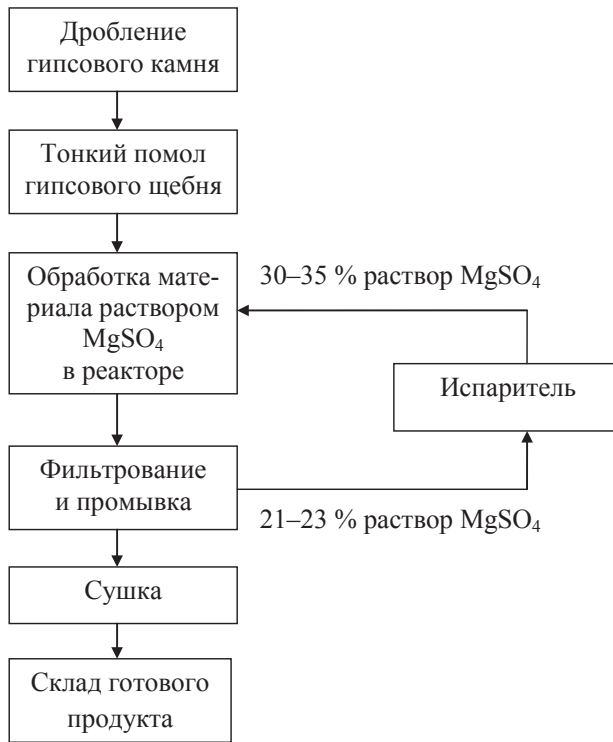 Дробление
гипсового камня
Тонкий помол
гипсового щебня
Обработка мате-
риала раствором
MgSO₄
в реакторе
30–35 % раствор MgSO₄
Испаритель
Фильтрование
и промывка
21–23 % раствор MgSO₄
Сушка
Склад готового
продукта